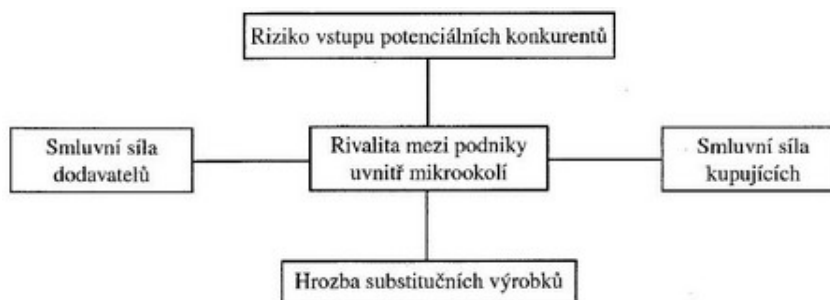 Riziko vstupu potenciálních konkurentů
Smluvní síla
dodavatelů
Rivalita mezi podniky
uvnitř mikrookolí
Smluvní síla
kupujících
Hrozba substitučních výrobků